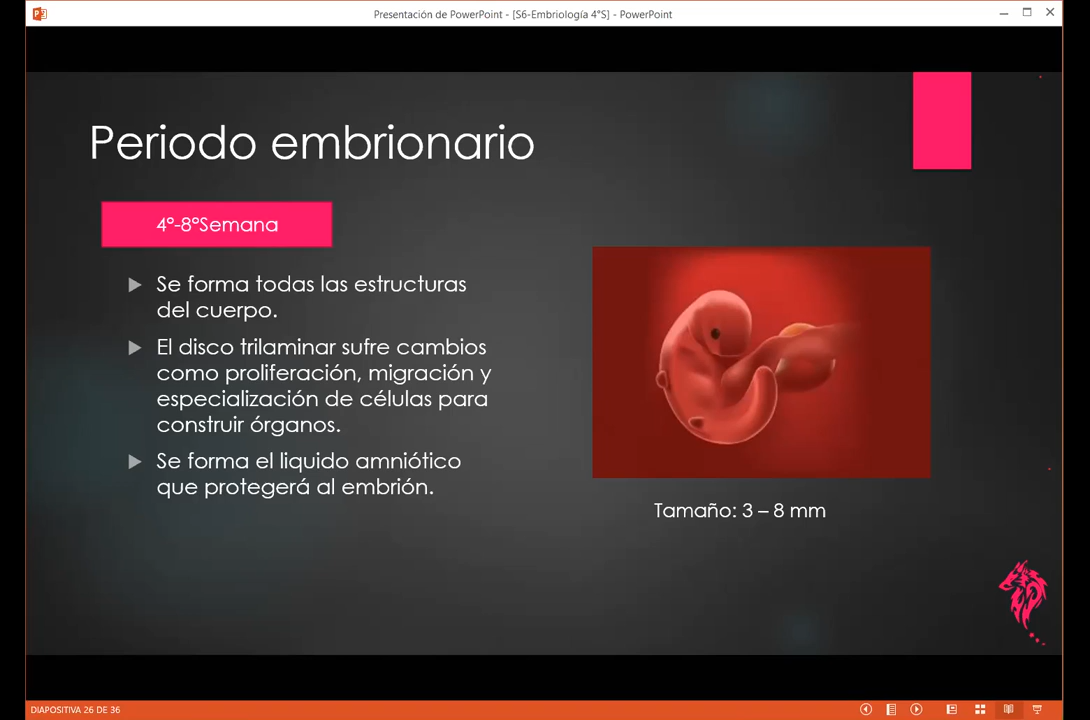 Presentación de PowerPoint - [S6-Embriología 4°S] - PowerPoint
Periodo embrionario
4°-8°Semana
Se forma todas las estructuras
del cuerpo.
El disco trilaminar sufre cambios
como proliferación, migración y
especialización de células para
construir órganos.
Se forma el liquido amniótico
que protegerá al embrión.
Tamaño: 3 – 8 mm
DIAPOSITIVA 26 DE 36